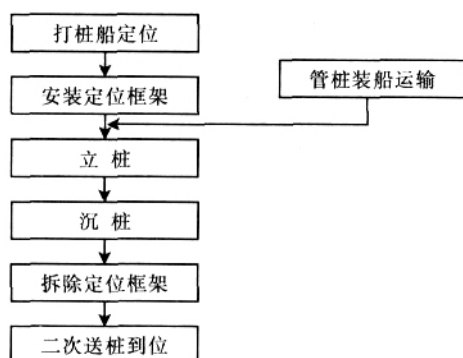 打桩船定位
安装定位框架
管桩装船运输
立 桩
沉 桩
拆除定位框架
二次送桩到位